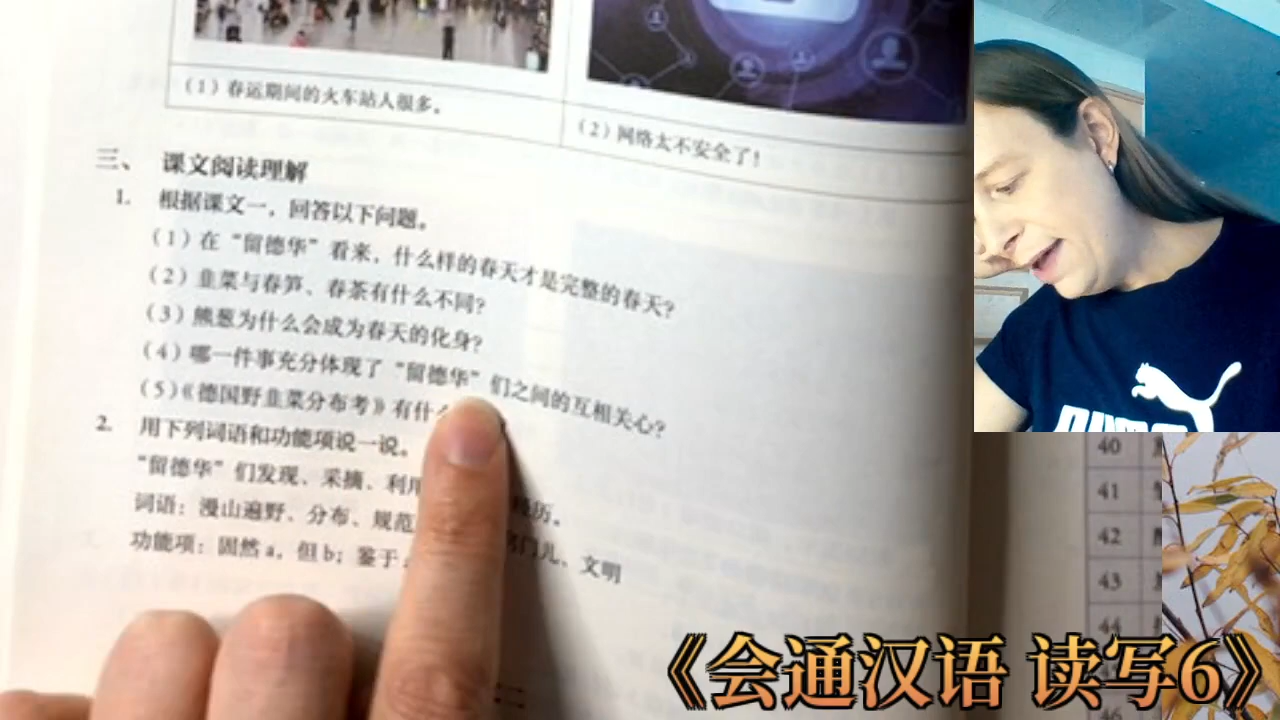 (1) 春运期间的火车站人很多。
(2) 网络太不安全了！
三、 课文阅读理解
1. 根据课文一，回答以下问题。
(1) 在“留德华”看来，什么样的春天才是完整的春天？
(2) 韭菜与春笋、春茶有什么不同？
(3) 熊葱为什么会成为春天的化身？
(4) 哪一件事充分体现了“留德华”们之间的互相关心？
(5)《德国野韭菜分布考》有什
2. 用下列词语和功能项说一说。
“留德华”们发现、采摘、利用 经历。
词语：漫山遍野、分布、规范
功能项：固然 a，但 b；鉴于 窍门儿、文明
40
41
42
43
44
《会通汉语 读写6》